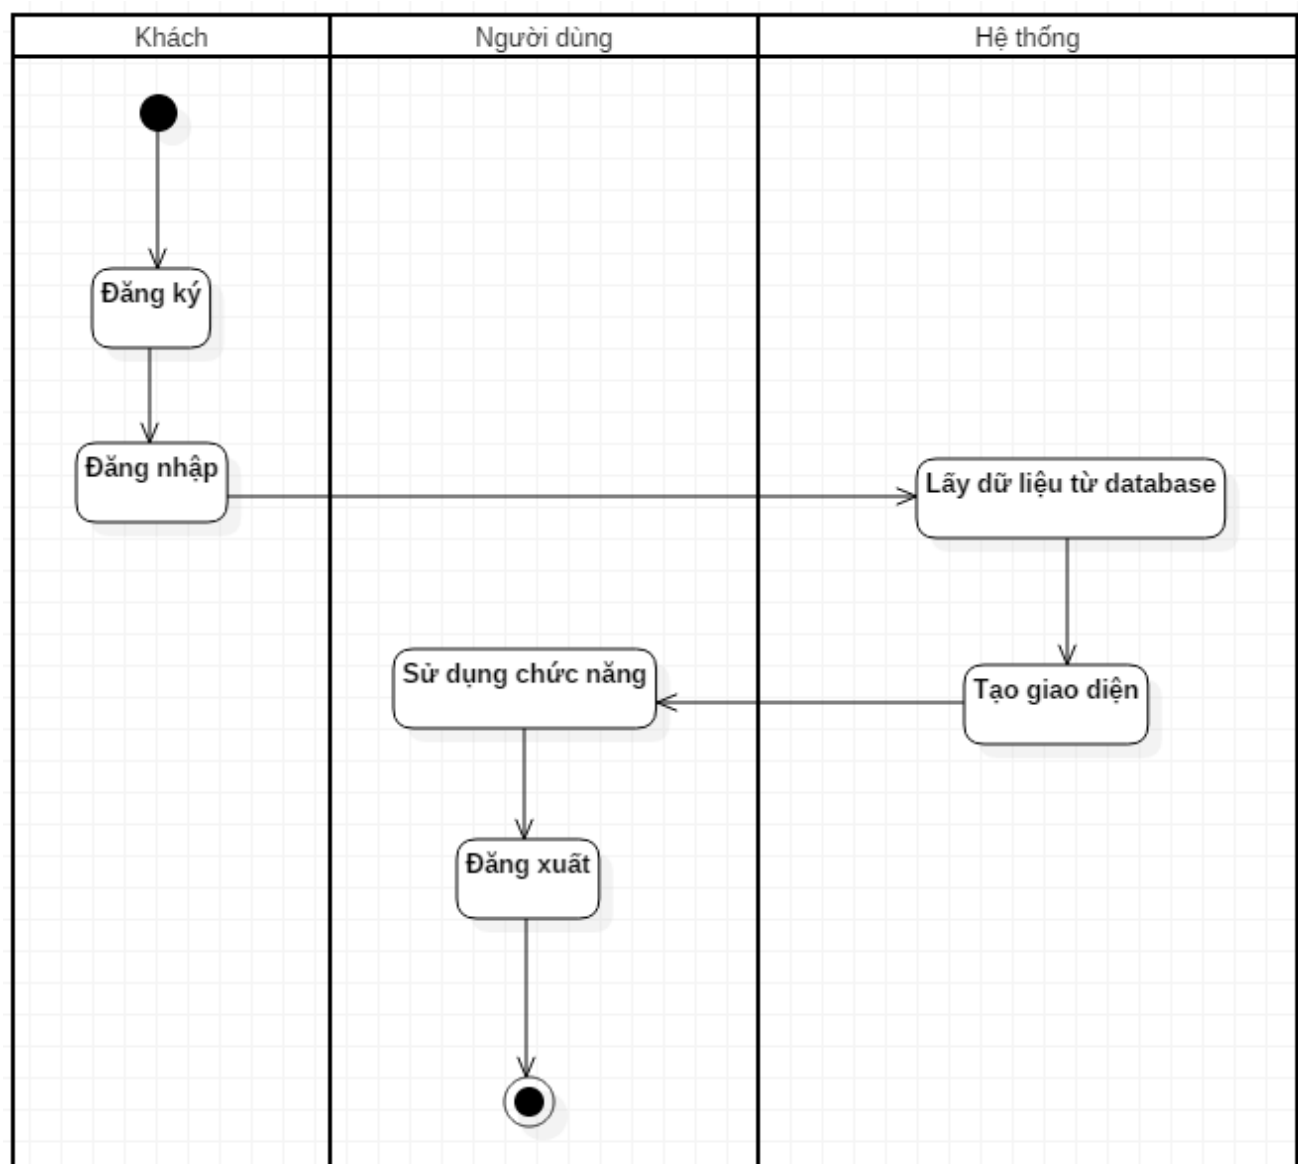 Khách
Người dùng
Hệ thống
Đăng ký
Đăng nhập
Lấy dữ liệu từ database
Sử dụng chức năng
Tạo giao diện
Đăng xuất